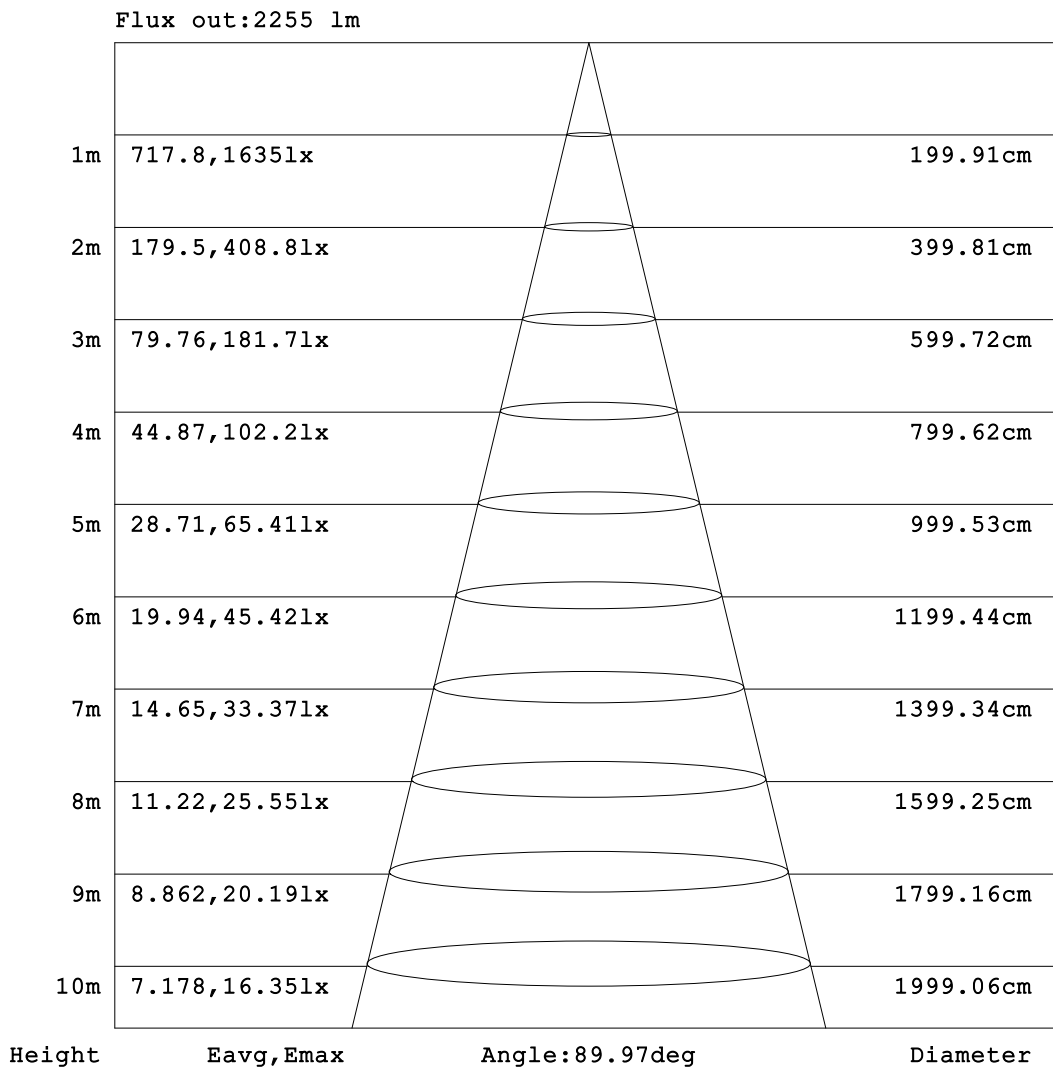 Flux out:2255 lm
1m 717.8,1635lx 199.91cm
2m 179.5,408.8lx 399.81cm
3m 79.76,181.7lx 599.72cm
4m 44.87,102.2lx 799.62cm
5m 28.71,65.41lx 999.53cm
6m 19.94,45.42lx 1199.44cm
7m 14.65,33.37lx 1399.34cm
8m 11.22,25.55lx 1599.25cm
9m 8.862,20.19lx 1799.16cm
10m 7.178,16.35lx 1999.06cm
Height Eavg,Emax Angle:89.97deg Diameter